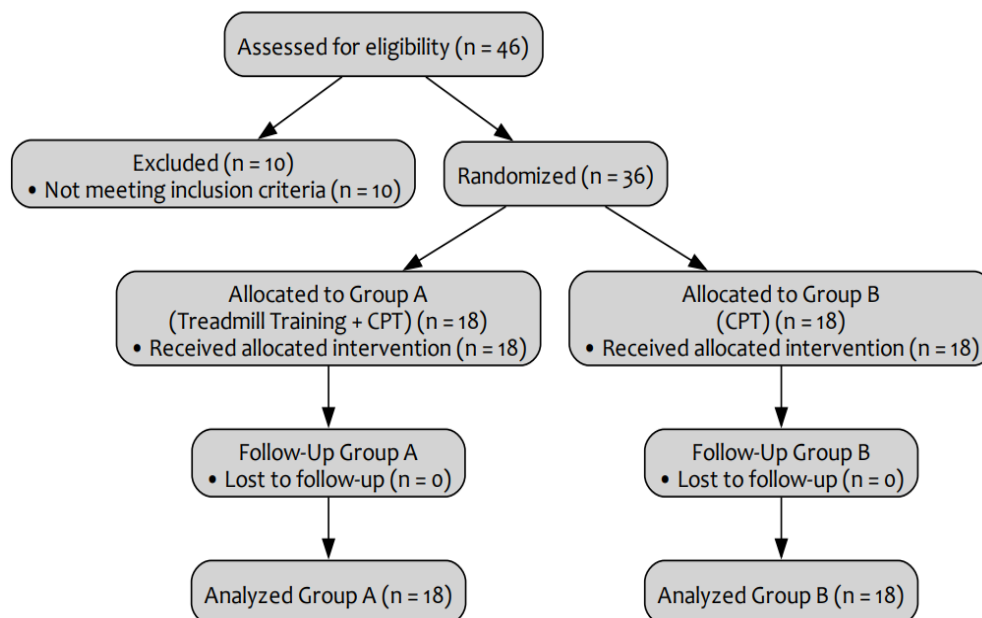 Assessed for eligibility (n = 46)
Excluded (n = 10)
• Not meeting inclusion criteria (n = 10)
Randomized (n = 36)
Allocated to Group A
(Treadmill Training + CPT) (n = 18)
• Received allocated intervention (n = 18)
Allocated to Group B
(CPT) (n = 18)
• Received allocated intervention (n = 18)
Follow-Up Group A
• Lost to follow-up (n = 0)
Follow-Up Group B
• Lost to follow-up (n = 0)
Analyzed Group A (n = 18)
Analyzed Group B (n = 18)